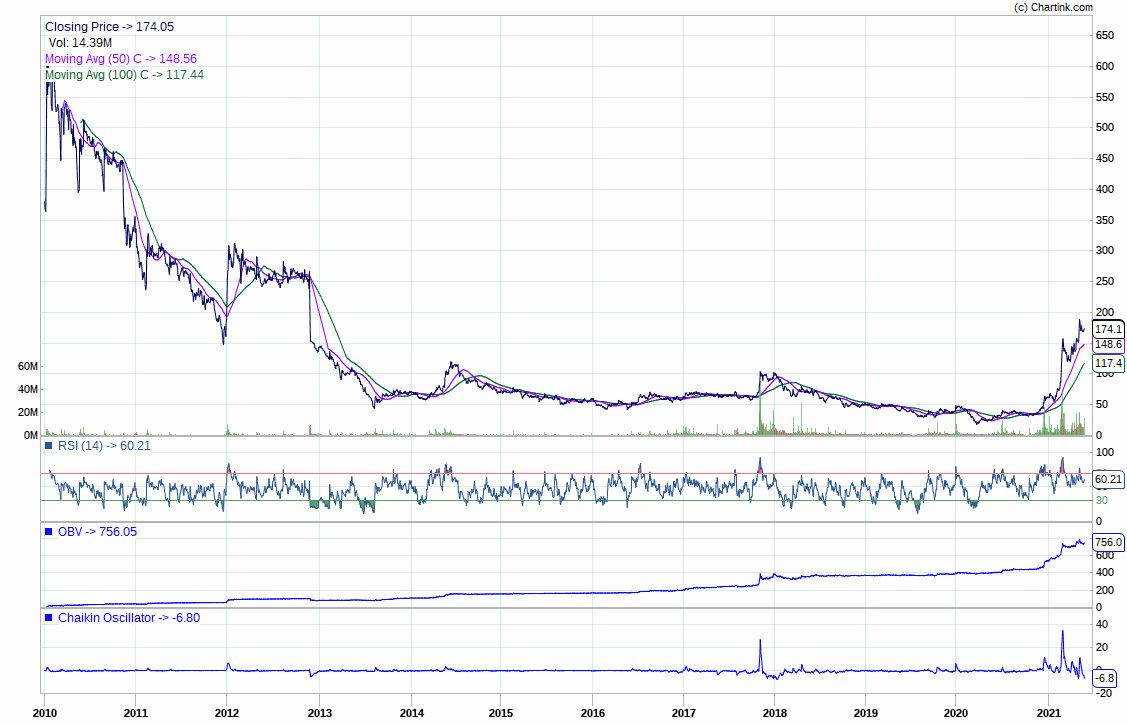 (c) Chartink.com
Closing Price -> 174.05
Vol: 14.39M
Moving Avg (50) C -> 148.56
Moving Avg (100) C -> 117.44
650
600
550
500
450
400
350
300
250
200
174.1
148.6
117.4
100
50
0
60M
40M
20M
0M
RSI (14) -> 60.21
100
60.21
30
0
OBV -> 756.05
756.0
600
400
200
0
Chaikin Oscillator -> -6.80
40
20
0
-6.8
-20
2010 2011 2012 2013 2014 2015 2016 2017 2018 2019 2020 2021